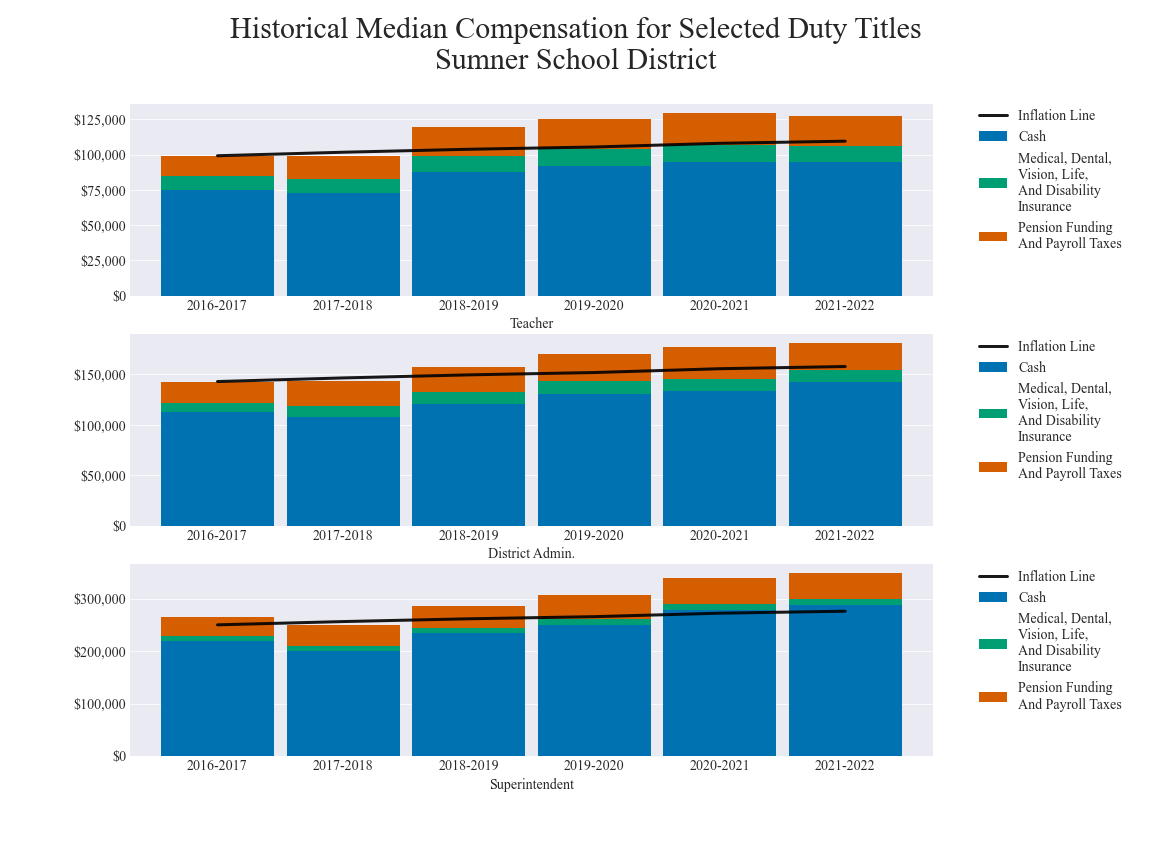 Historical Median Compensation for Selected Duty Titles
Sumner School District
$125,000
$100,000
$75,000
$50,000
$25,000
$0
2016-2017 2017-2018 2018-2019 2019-2020 2020-2021 2021-2022
Teacher
Inflation Line
Cash
Medical, Dental,
Vision, Life,
And Disability
Insurance
Pension Funding
And Payroll Taxes
$150,000
$100,000
$50,000
$0
2016-2017 2017-2018 2018-2019 2019-2020 2020-2021 2021-2022
District Admin.
Inflation Line
Cash
Medical, Dental,
Vision, Life,
And Disability
Insurance
Pension Funding
And Payroll Taxes
$300,000
$200,000
$100,000
$0
2016-2017 2017-2018 2018-2019 2019-2020 2020-2021 2021-2022
Superintendent
Inflation Line
Cash
Medical, Dental,
Vision, Life,
And Disability
Insurance
Pension Funding
And Payroll Taxes